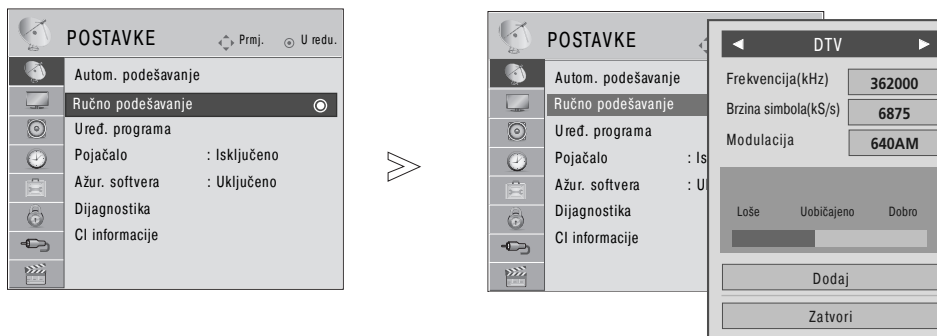 POSTAVKE Prmj. U redu.
Autom. podešavanje
Ručno podešavanje
Uređ. programa
Pojačalo : Isključeno
Ažur. softvera : Uključeno
Dijagnostika
CI informacije
POSTAVKE
Autom. podešavanje
Ručno podešavanje
Uređ. programa
Pojačalo : Is
Ažur. softvera : U
Dijagnostika
CI informacije
DTV
Frekvencija(kHz) 362000
Brzina simbola(kS/s) 6875
Modulacija 640AM
Loše Uobičajeno Dobro
Dodaj
Zatvori